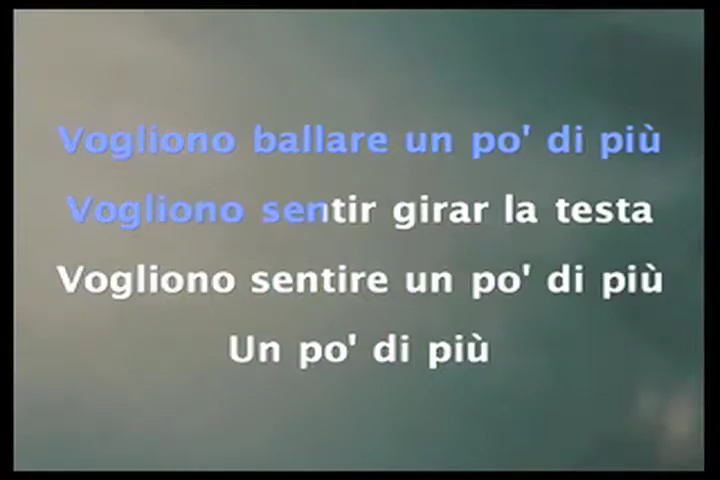 Vogliono ballare un po' di più
Vogliono sentir girar la testa
Vogliono sentire un po' di più
Un po' di più